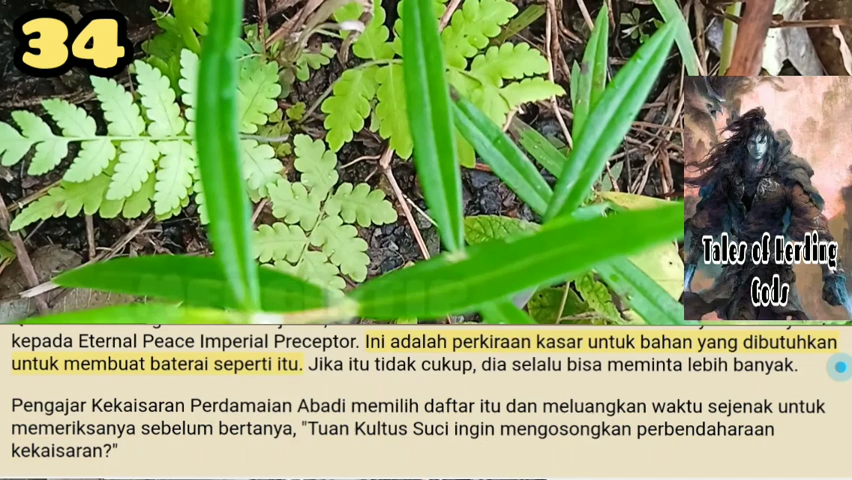 34
Tales of Herding
Gods
kepada Eternal Peace Imperial Preceptor. Ini adalah perkiraan kasar untuk bahan yang dibutuhkan
untuk membuat baterai seperti itu. Jika itu tidak cukup, dia selalu bisa meminta lebih banyak.
Pengajar Kekaisaran Perdamaian Abadi memilih daftar itu dan meluangkan waktu sejenak untuk
memeriksanya sebelum bertanya, "Tuan Kultus Suci ingin mengosongkan perbendaharaan
kekaisaran?"